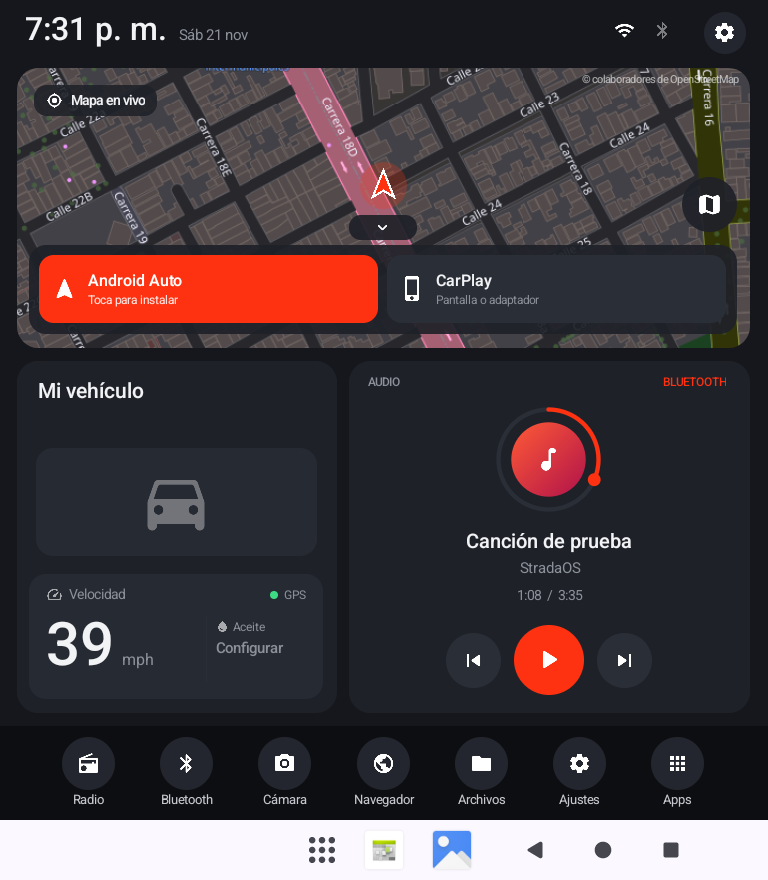 7:31 p. m.
Sáb 21 nov
© colaboradores de OpenStreetMap
Mapa en vivo
Calle 22B
Carrera 18D
Carrera 18E
Calle 23
Calle 24
Carrera 16
Carrera 18
Calle 22B
Carrera 19
Calle 24
Android Auto
Toca para instalar
CarPlay
Pantalla o adaptador
Mi vehículo
AUDIO
BLUETOOTH
Canción de prueba
StradaOS
1:08 / 3:35
Velocidad
GPS
39 mph
Aceite
Configurar
Radio
Bluetooth
Cámara
Navegador
Archivos
Ajustes
Apps